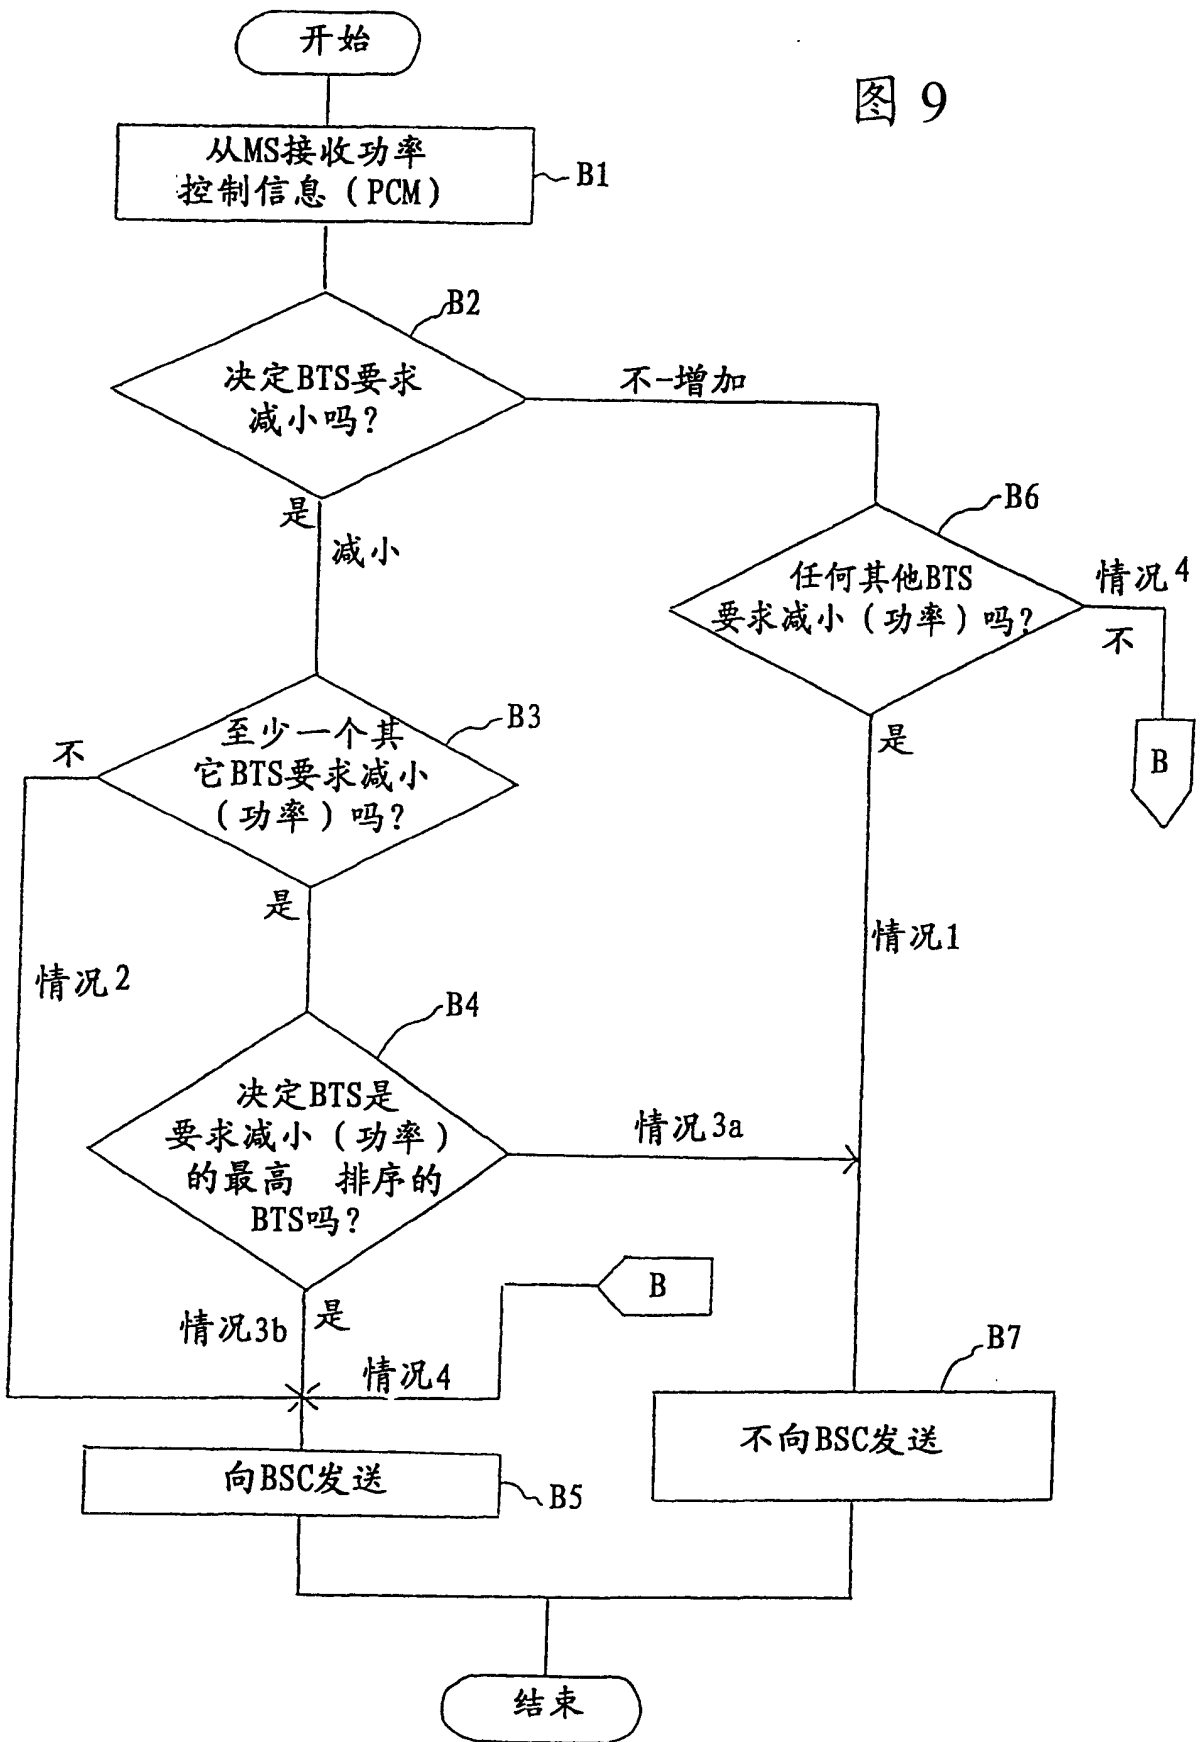 开始
图 9
从MS接收功率
控制信息（PCM）
B1
B2
决定BTS要求
减小吗?
不-增加
是
减小
B6
任何其他BTS
要求减小（功率）吗?
情况4
不
B
是
B3
至少一个其
它BTS要求减小
（功率）吗?
不
是
情况1
情况2
B4
决定BTS是
要求减小（功率）
的最高 排序的
BTS吗?
情况3a
B
情况3b
是
情况4
B7
不向BSC发送
向BSC发送
B5
结束